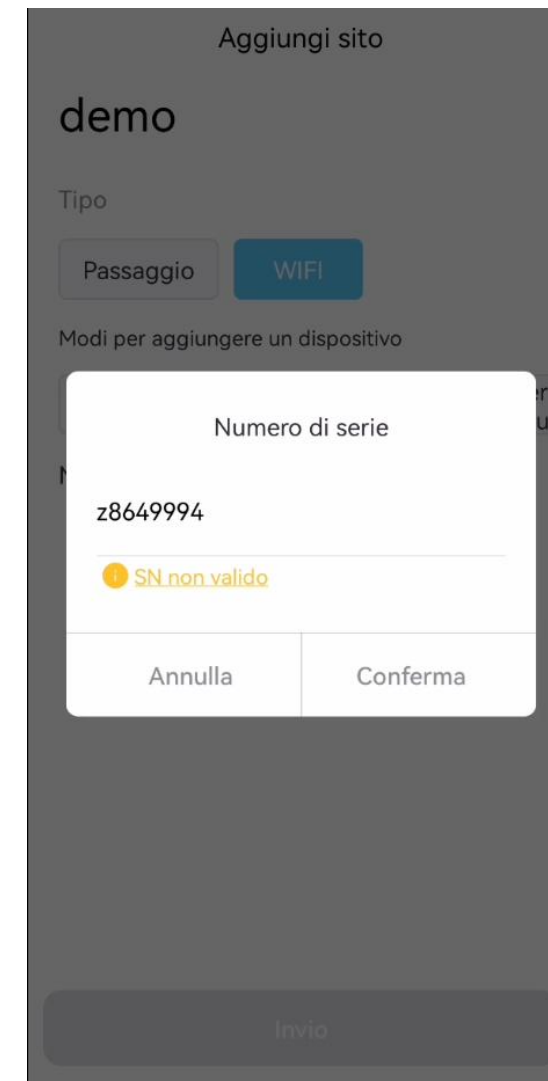 Aggiungi sito
demo
Tipo
Passaggio WIFI
Modi per aggiungere un dispositivo
Numero di serie
z8649994
SN non valido
Annulla Conferma
Invio